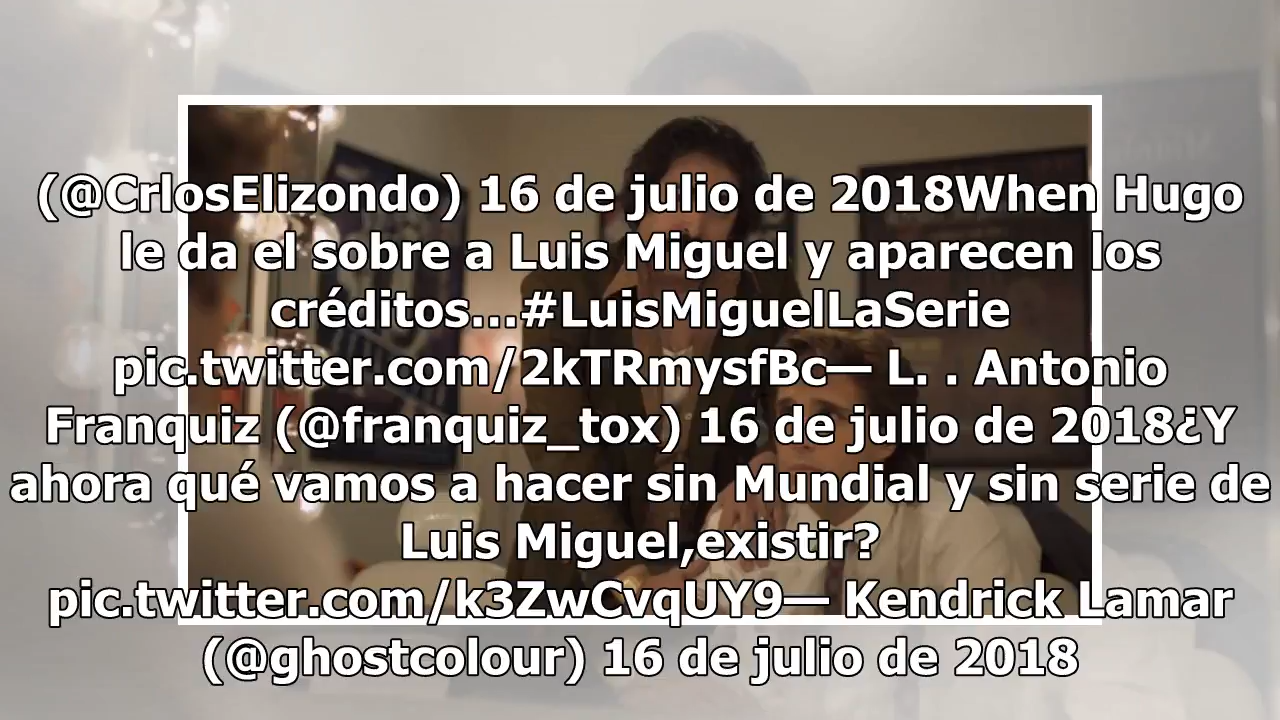 (@CrlosElizondo) 16 de julio de 2018When Hugo
le da el sobre a Luis Miguel y aparecen los
créditos...#LuisMiguelLaSerie
pic.twitter.com/2kTRmysfBc— L. . Antonio
Franquiz (@franquiz_tox) 16 de julio de 2018¿Y
ahora qué vamos a hacer sin Mundial y sin serie de
Luis Miguel,existir?
pic.twitter.com/k3ZwCvqUY9— Kendrick Lamar
(@ghostcolour) 16 de julio de 2018